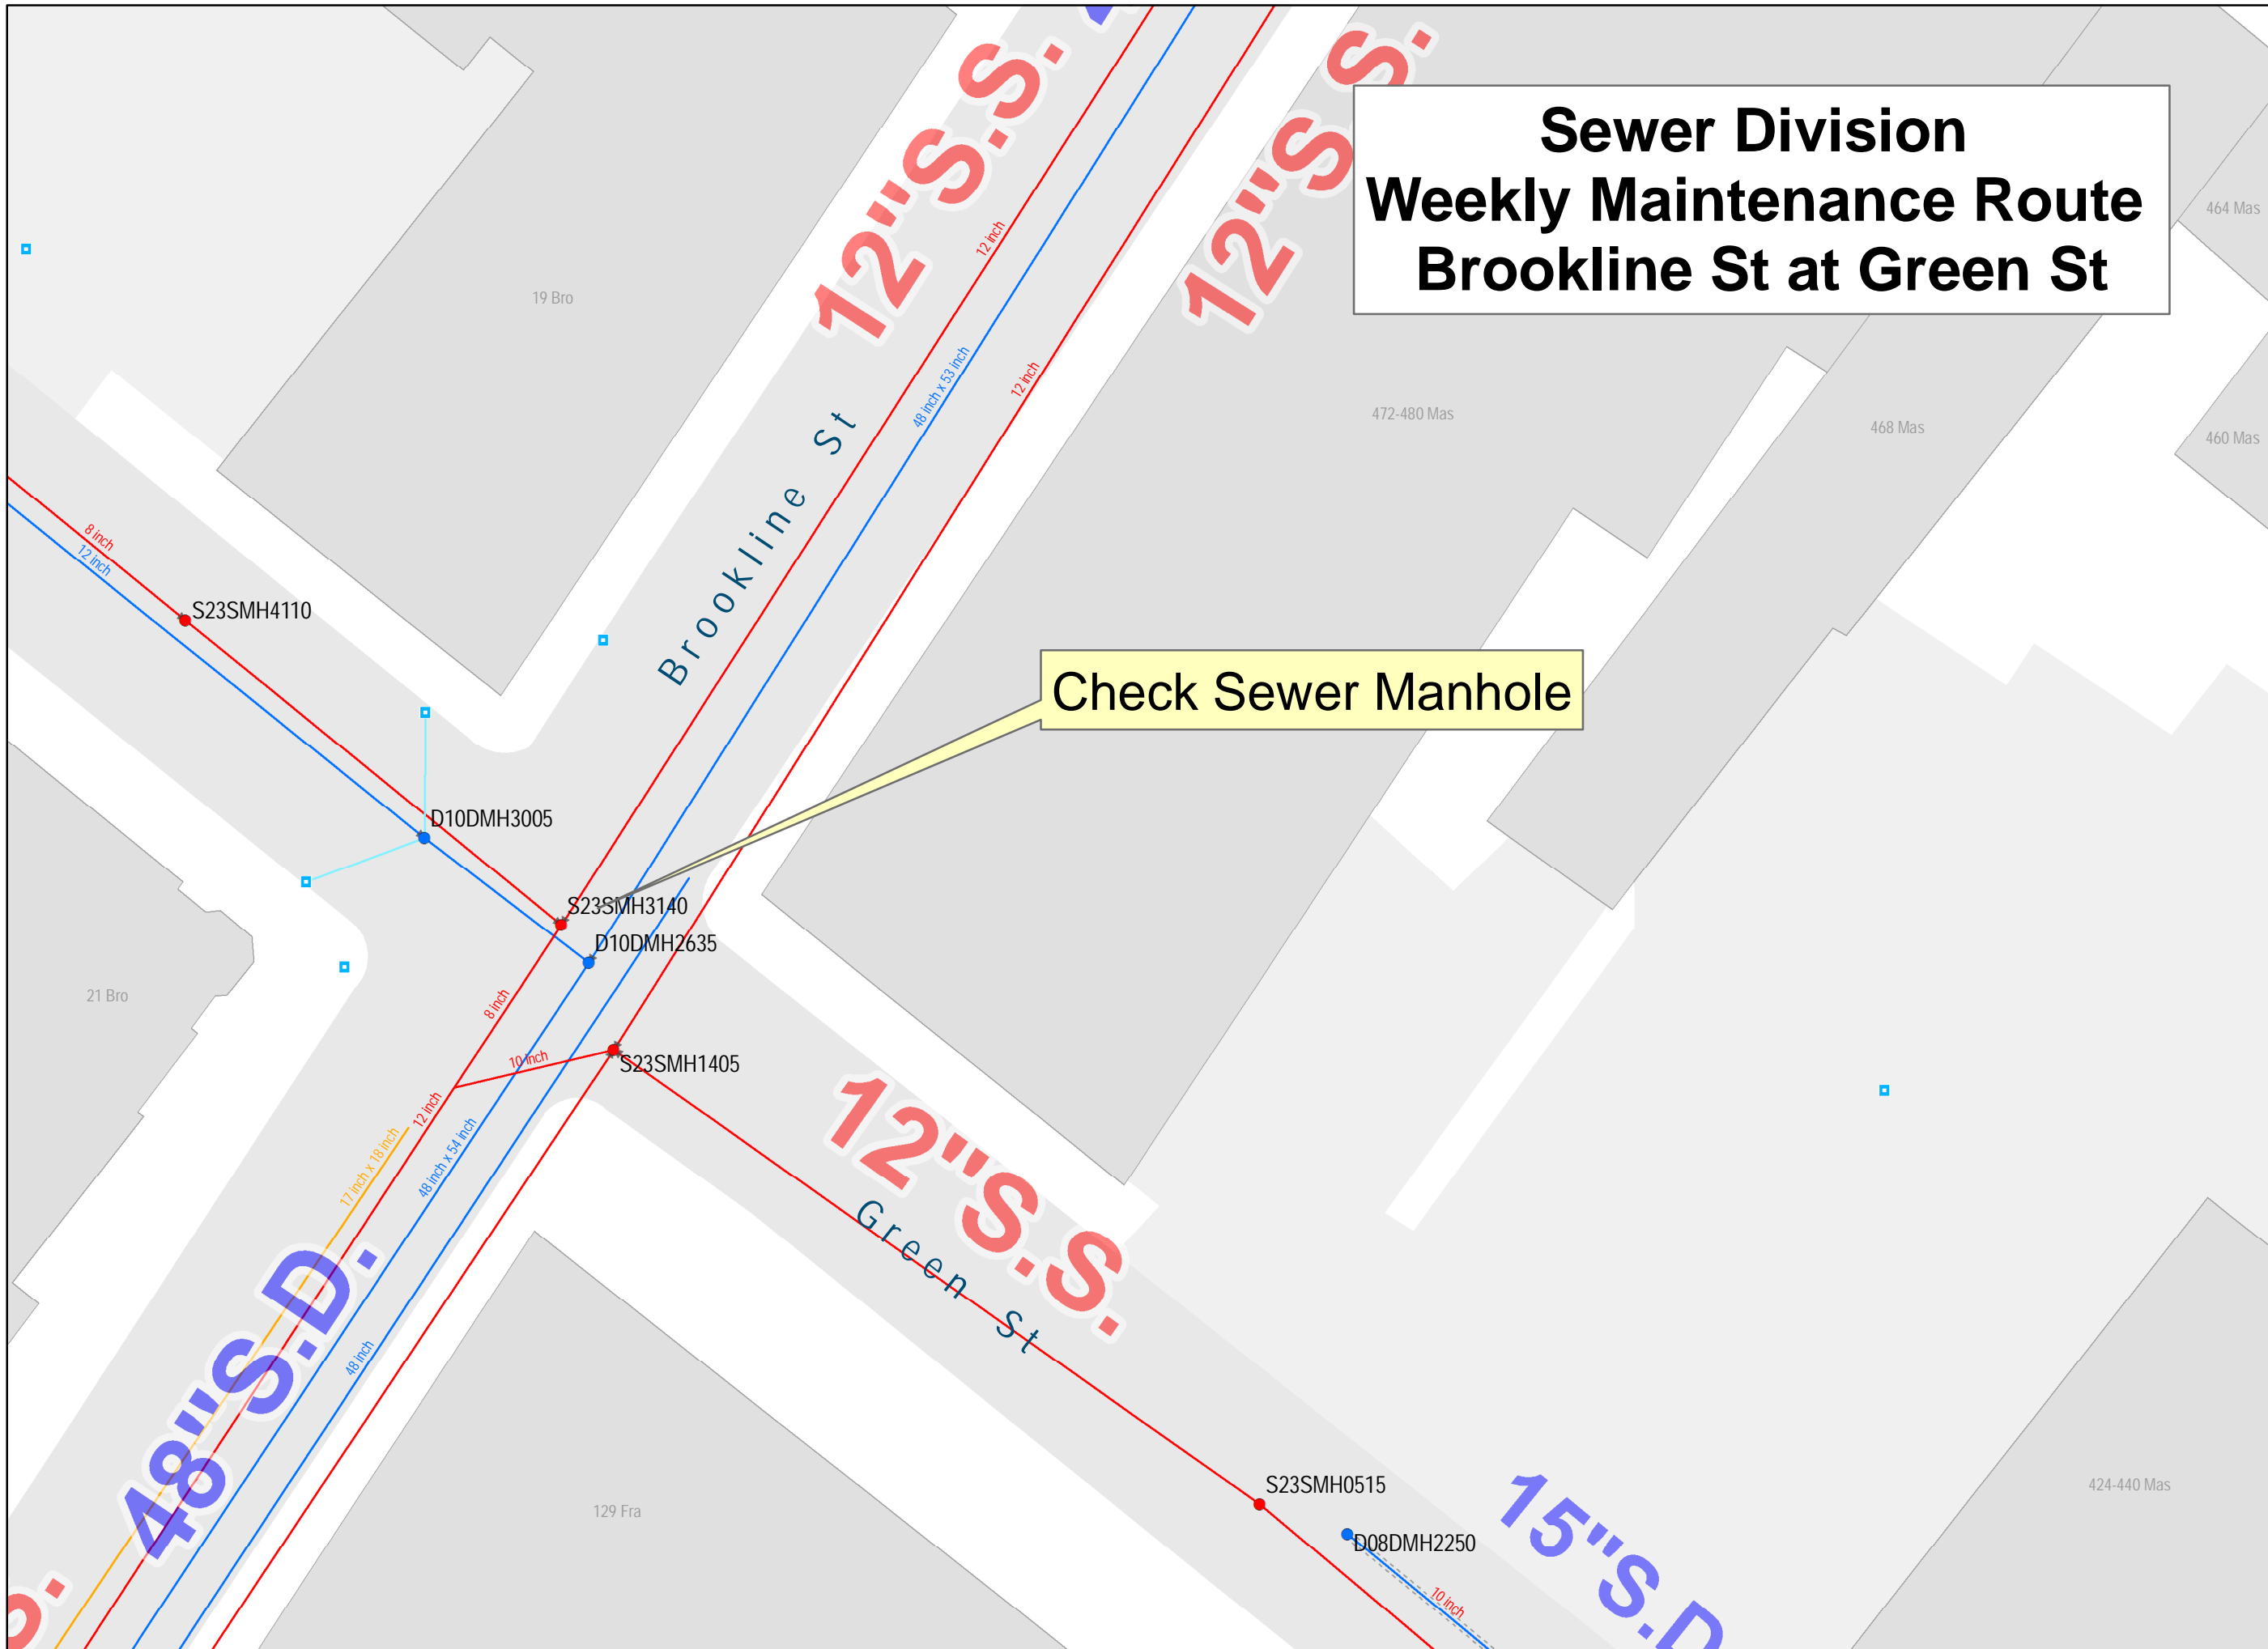 Sewer Division
Weekly Maintenance Route
Brookline St at Green St
12"S.S.
12"S.S.
464 Mas
19 Bro
12 inch
48 inch x 53 inch
12 inch
472-480 Mas
468 Mas
460 Mas
Brookline St
8 inch
12 inch
S23SMH4110
Check Sewer Manhole
D10DMH3005
S23SMH3140
D10DMH2635
21 Bro
8 inch
10 inch
S23SMH1405
12 inch
17 inch x 18 inch
48 inch x 54 inch
12"S.S.
Green St
48"S.D.
48 inch
S23SMH0515
129 Fra
D08DMH2250
424-440 Mas
15"S.D
10 inch
S.